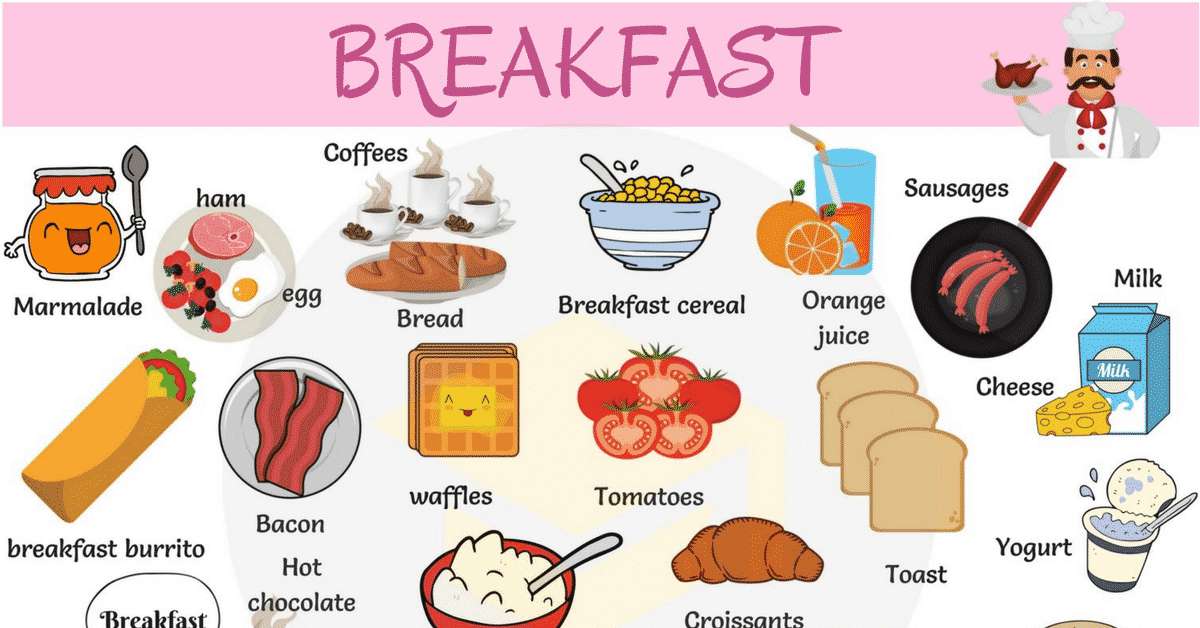 BREAKFAST
Coffees
ham
Sausages
Milk
Marmalade
egg
Bread
Breakfast cereal
Orange
juice
Milk
Cheese
waffles
Tomatoes
Bacon
breakfast burrito
Hot
chocolate
Yogurt
Toast
Breakfast
Croissants